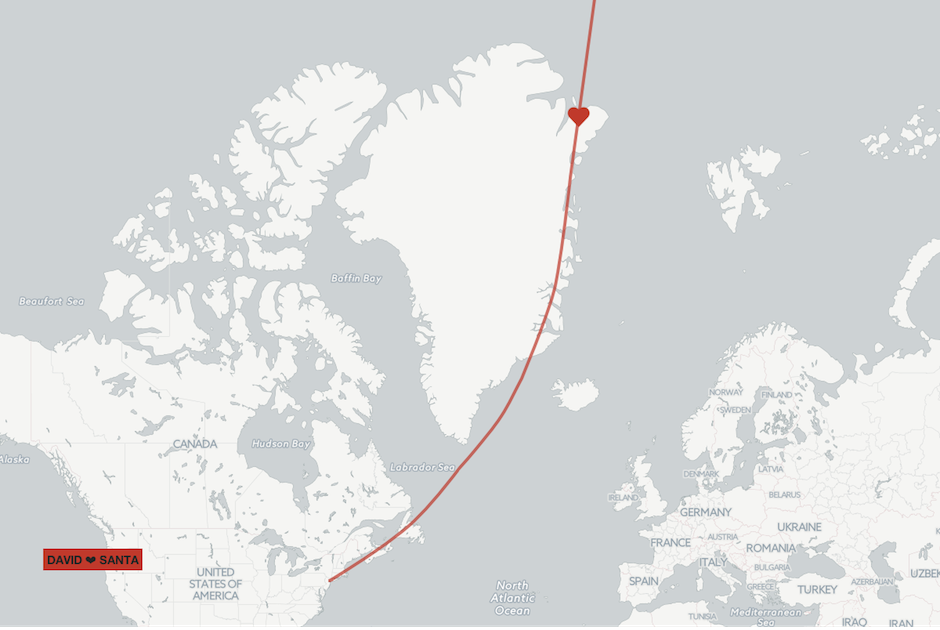 Beaufort Sea
Baffin Bay
NORWAY
FINLAND
SWEDEN
CANADA
Hudson Bay
Alaska
Labrador Sea
LATVIA
DENMARK
IRELAND
BELARUS
GERMANY
UKRAINE
FRANCE
AUSTRIA
ROMANIA
DAVID ❤ SANTA
ITALY
BULGARIA
UNITED
STATES OF
AMERICA
SPAIN
GREECE
TURKEY
AZERBAIJAN
UZBEK
North
Atlantic
Ocean
TUNISIA
Mediterranean
Sea
IRAQ
IRAN